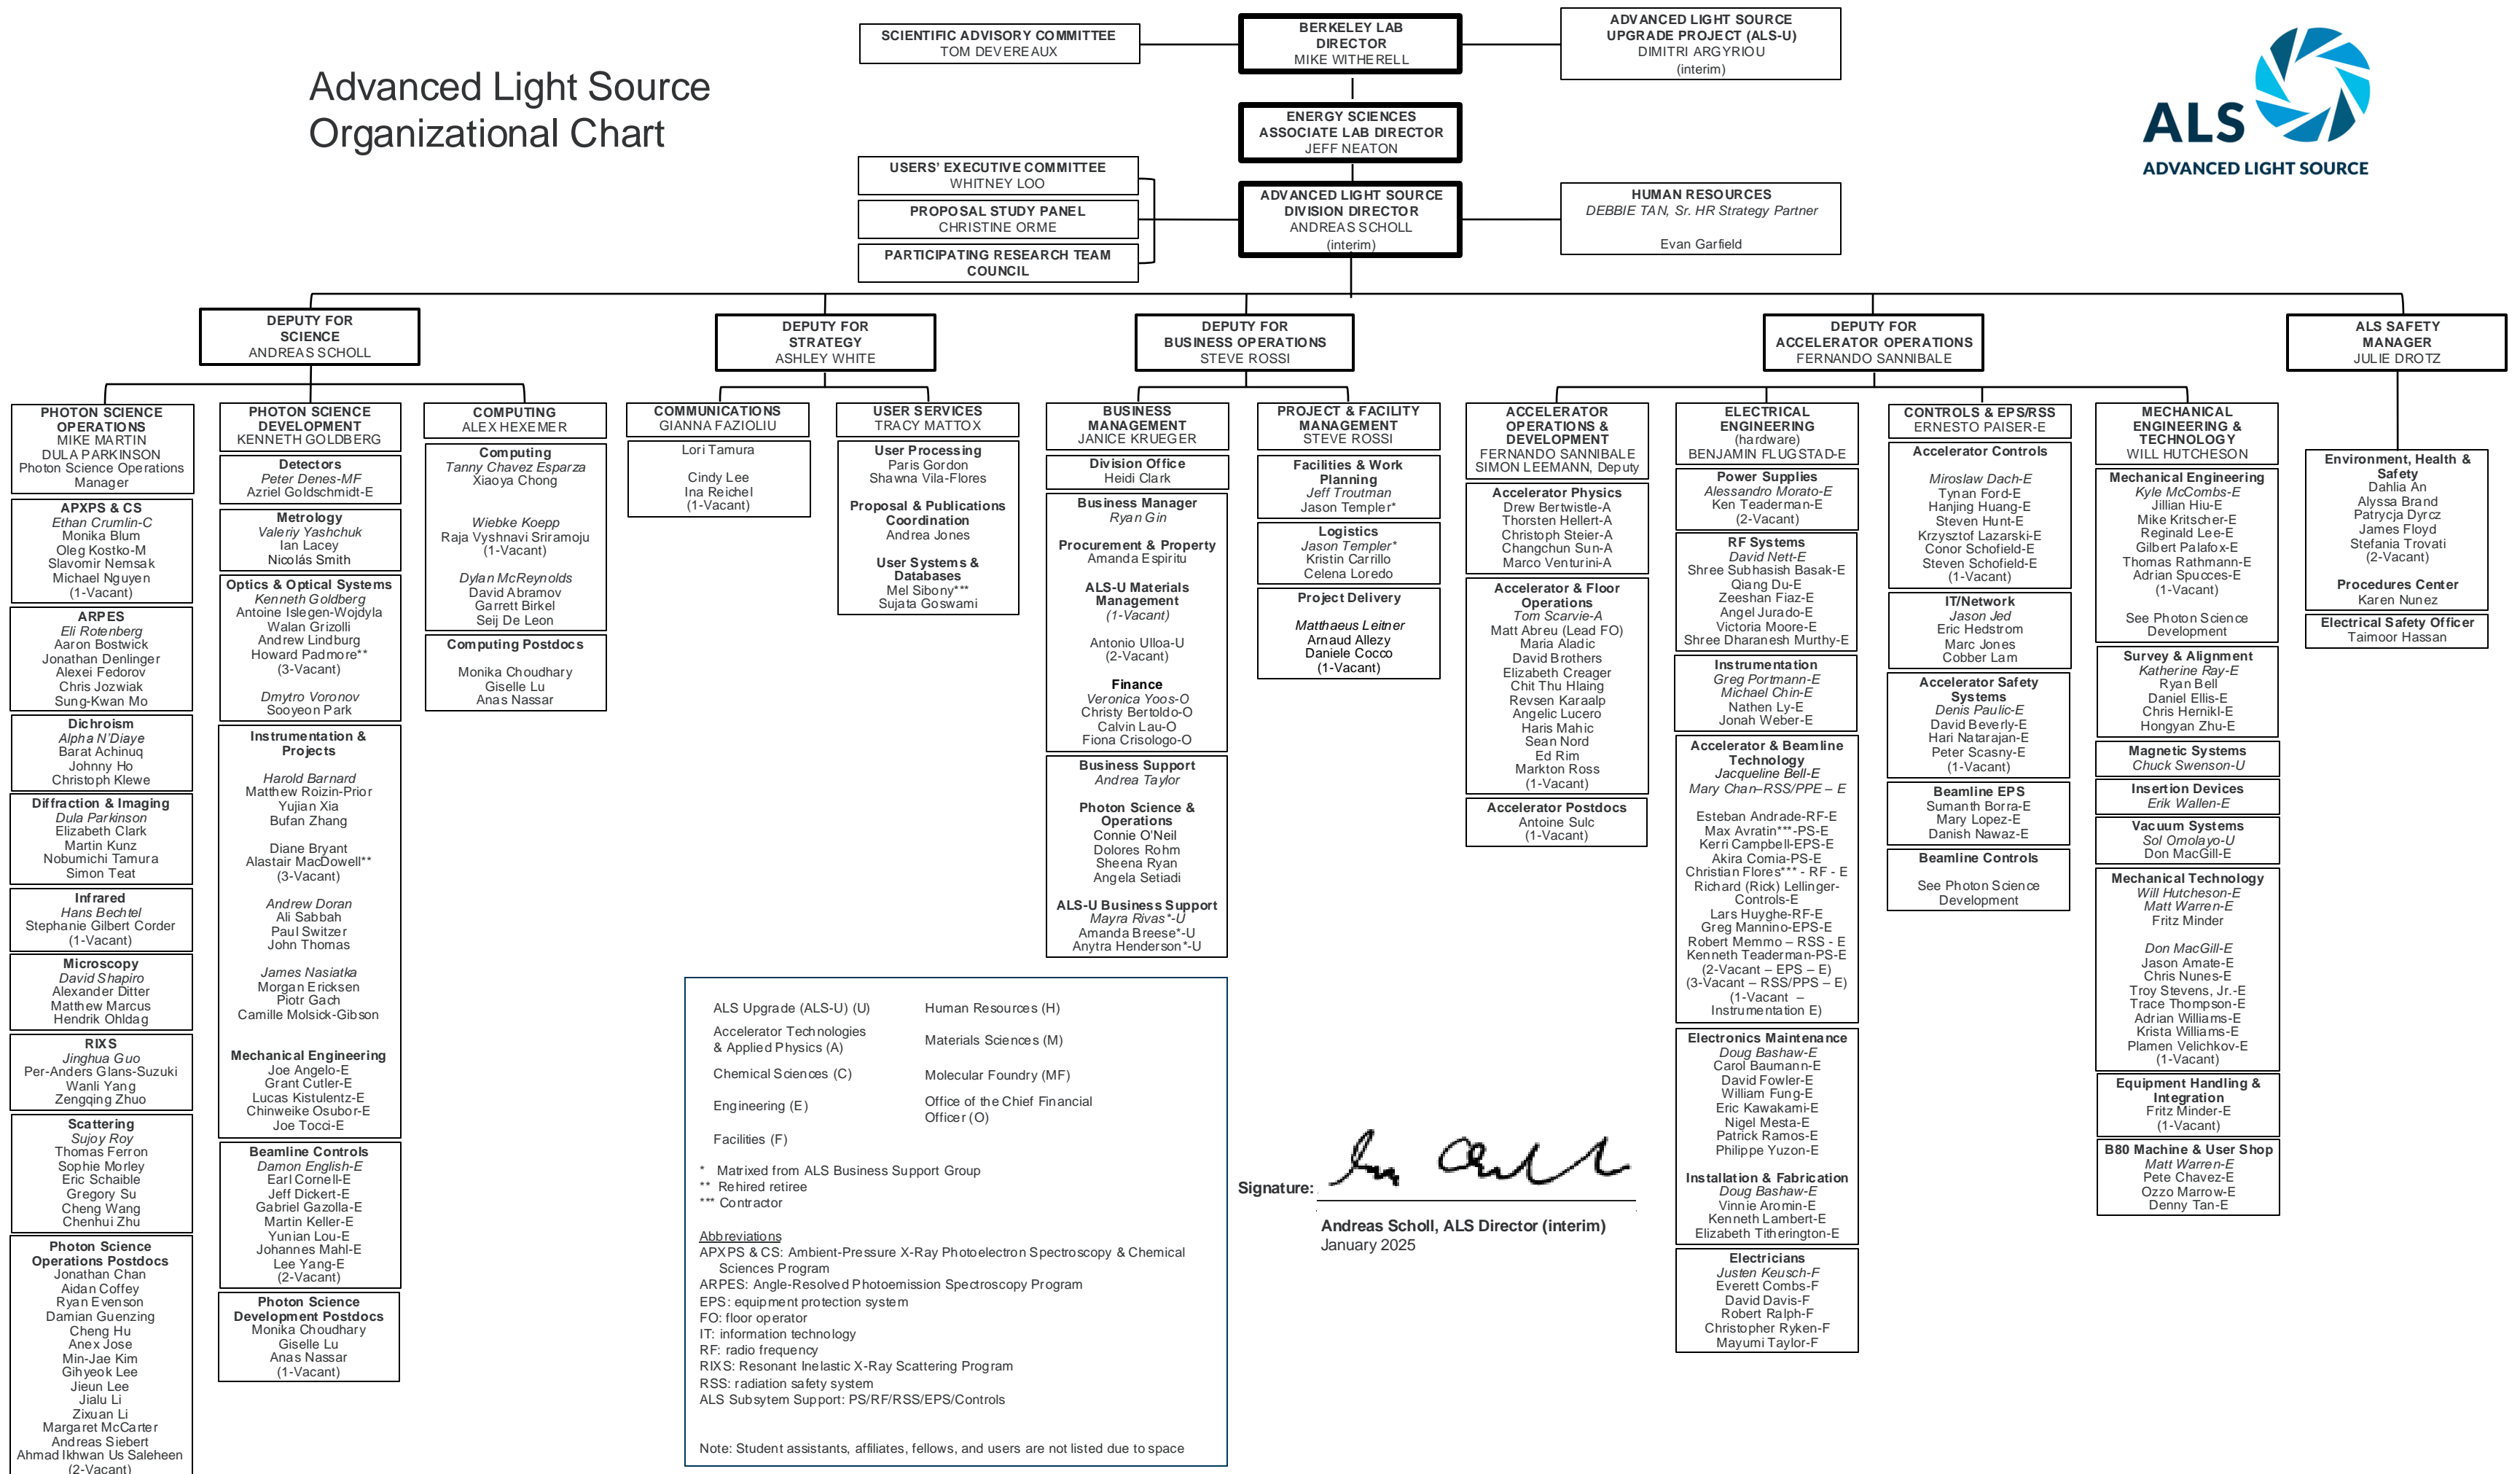 Advanced Light Source
Organizational Chart
SCIENTIFIC ADVISORY COMMITTEE
TOM DEVEREAUX
BERKELEY LAB
DIRECTOR
MIKE WITHERELL
ADVANCED LIGHT SOURCE
UPGRADE PROJECT (ALS-U)
DIMITRI ARGYRIOU
(interim)
ALS
ADVANCED LIGHT SOURCE
ENERGY SCIENCES
ASSOCIATE LAB DIRECTOR
JEFF NEATON
USERS' EXECUTIVE COMMITTEE
WHITNEY LOO
PROPOSAL STUDY PANEL
CHRISTINE ORME
PARTICIPATING RESEARCH TEAM
COUNCIL
ADVANCED LIGHT SOURCE
DIVISION DIRECTOR
ANDREAS SCHOLL
(interim)
HUMAN RESOURCES
DEBBIE TAN, Sr. HR Strategy Partner
Evan Garfield
DEPUTY FOR
SCIENCE
ANDREAS SCHOLL
DEPUTY FOR
STRATEGY
ASHLEY WHITE
DEPUTY FOR
BUSINESS OPERATIONS
STEVE ROSSI
DEPUTY FOR
ACCELERATOR OPERATIONS
FERNANDO SANNIBALE
ALS SAFETY
MANAGER
JULIE DROTZ
PHOTON SCIENCE
OPERATIONS
MIKE MARTIN
DULA PARKINSON
Photon Science Operations
Manager
APXPS & CS
Ethan Crumlin-C
Monika Blum
Oleg Kostko-M
Slavomir Nemsak
Michael Nguyen
(1-Vacant)
ARPES
Eli Rotenberg
Aaron Bostwick
Jonathan Denlinger
Alexei Fedorov
Chris Jozwiak
Sung-Kwan Mo
Dichroism
Alpha N'Diaye
Barat Achinuq
Johnny Ho
Christoph Klewe
Diffraction & Imaging
Dula Parkinson
Elizabeth Clark
Martin Kunz
Nobumichi Tamura
Simon Teat
Infrared
Hans Bechtel
Stephanie Gilbert Corder
(1-Vacant)
Microscopy
David Shapiro
Alexander Ditter
Matthew Marcus
Hendrik Ohldag
RIXS
Jinghua Guo
Per-Anders Glans-Suzuki
Wanli Yang
Zengqing Zhuo
Scattering
Sujoy Roy
Thomas Ferron
Sophie Morley
Eric Schaible
Gregory Su
Cheng Wang
Chenhui Zhu
Photon Science
Operations Postdocs
Jonathan Chan
Aidan Coffey
Ryan Evenson
Damian Guenzing
Cheng Hu
Anex Jose
Min-Jae Kim
Gihyeok Lee
Jieun Lee
Jialu Li
Zixuan Li
Margaret McCarter
Andreas Siebert
Ahmad Ikhwan Us Saleheen
(2-Vacant)
PHOTON SCIENCE
DEVELOPMENT
KENNETH GOLDBERG
Detectors
Peter Denes-MF
Azriel Goldschmidt-E
Metrology
Valeriy Yashchuk
Ian Lacey
Nicolás Smith
Optics & Optical Systems
Kenneth Goldberg
Antoine Islegen-Wojdyla
Walan Grizolli
Andrew Lindburg
Howard Padmore**
(3-Vacant)
Dmytro Voronov
Sooyeon Park
Instrumentation &
Projects
Harold Barnard
Matthew Roizin-Prior
Yujian Xia
Bufan Zhang
Diane Bryant
Alastair MacDowell**
(3-Vacant)
Andrew Doran
Ali Sabbah
Paul Switzer
John Thomas
James Nasiatka
Morgan Ericksen
Piotr Gach
Camille Molsick-Gibson
Mechanical Engineering
Joe Angelo-E
Grant Cutler-E
Lucas Kistulentz-E
Chinweike Osubor-E
Joe Tocci-E
Beamline Controls
Damon English-E
Earl Cornell-E
Jeff Dickert-E
Gabriel Gazolla-E
Martin Keller-E
Yunian Lou-E
Johannes Mahl-E
Lee Yang-E
(2-Vacant)
Photon Science
Development Postdocs
Monika Choudhary
Giselle Lu
Anas Nassar
(1-Vacant)
COMPUTING
ALEX HEXEMER
Computing
Tanny Chavez Esparza
Xiaoya Chong
Wiebke Koepp
Raja Vyshnavi Sriramoju
(1-Vacant)
Dylan McReynolds
David Abramov
Garrett Birkel
Seij De Leon
Computing Postdocs
Monika Choudhary
Giselle Lu
Anas Nassar
COMMUNICATIONS
GIANNA FAZIOLIU
Lori Tamura
Cindy Lee
Ina Reichel
(1-Vacant)
USER SERVICES
TRACY MATTOX
User Processing
Paris Gordon
Shawna Vila-Flores
Proposal & Publications
Coordination
Andrea Jones
User Systems &
Databases
Mel Sibony***
Sujata Goswami
BUSINESS
MANAGEMENT
JANICE KRUEGER
Division Office
Heidi Clark
Business Manager
Ryan Gin
Procurement & Property
Amanda Espiritu
ALS-U Materials
Management
(1-Vacant)
Antonio Ulloa-U
(2-Vacant)
Finance
Veronica Yoos-O
Christy Bertoldo-O
Calvin Lau-O
Fiona Crisologo-O
Business Support
Andrea Taylor
Photon Science &
Operations
Connie O'Neil
Dolores Rohm
Sheena Ryan
Angela Setiadi
ALS-U Business Support
Mayra Rivas*-U
Amanda Breese*-U
Anytra Henderson*-U
PROJECT & FACILITY
MANAGEMENT
STEVE ROSSI
Facilities & Work
Planning
Jeff Troutman
Jason Templer*
Logistics
Jason Templer*
Kristin Carrillo
Celena Loredo
Project Delivery
Matthaeus Leitner
Arnaud Allezy
Daniele Cocco
(1-Vacant)
ACCELERATOR
OPERATIONS &
DEVELOPMENT
FERNANDO SANNIBALE
SIMON LEEMANN, Deputy
Accelerator Physics
Drew Bertwistle-A
Thorsten Hellert-A
Christoph Steier-A
Changchun Sun-A
Marco Venturini-A
Accelerator & Floor
Operations
Tom Scarvie-A
Matt Abreu (Lead FO)
Maria Aladic
David Brothers
Elizabeth Creager
Chit Thu Hlaing
Revsen Karaalp
Angelic Lucero
Haris Mahic
Sean Nord
Ed Rim
Markton Ross
(1-Vacant)
Accelerator Postdocs
Antoine Sulc
(1-Vacant)
ELECTRICAL
ENGINEERING
(hardware)
BENJAMIN FLUGSTAD-E
Power Supplies
Alessandro Morato-E
Ken Teaderman-E
(2-Vacant)
RF Systems
David Nett-E
Shree Subhasish Basak-E
Qiang Du-E
Zeeshan Fiaz-E
Angel Jurado-E
Victoria Moore-E
Shree Dharanesh Murthy-E
Instrumentation
Greg Portmann-E
Michael Chin-E
Nathen Ly-E
Jonah Weber-E
Accelerator & Beamline
Technology
Jacqueline Bell-E
Mary Chan–RSS/PPE – E
Esteban Andrade-RF-E
Max Avratin***-PS-E
Kerri Campbell-EPS-E
Akira Comia-PS-E
Christian Flores*** - RF - E
Richard (Rick) Lellinger-
Controls-E
Lars Huyghe-RF-E
Greg Mannino-EPS-E
Robert Memmo – RSS - E
Kenneth Teaderman-PS-E
(2-Vacant – EPS – E)
(3-Vacant – RSS/PPS – E)
(1-Vacant –
Instrumentation E)
Electronics Maintenance
Doug Bashaw-E
Carol Baumann-E
David Fowler-E
William Fung-E
Eric Kawakami-E
Nigel Mesta-E
Patrick Ramos-E
Philippe Yuzon-E
Installation & Fabrication
Doug Bashaw-E
Vinnie Aromin-E
Kenneth Lambert-E
Elizabeth Titherington-E
Electricians
Justen Keusch-F
Everett Combs-F
David Davis-F
Robert Ralph-F
Christopher Ryken-F
Mayumi Taylor-F
CONTROLS & EPS/RSS
ERNESTO PAISER-E
Accelerator Controls
Miroslaw Dach-E
Tynan Ford-E
Hanjing Huang-E
Steven Hunt-E
Krzysztof Lazarski-E
Conor Schofield-E
Steven Schofield-E
(1-Vacant)
IT/Network
Jason Jed
Eric Hedstrom
Marc Jones
Cobber Lam
Accelerator Safety
Systems
Denis Paulic-E
David Beverly-E
Hari Natarajan-E
Peter Scasny-E
(1-Vacant)
Beamline EPS
Sumanth Borra-E
Mary Lopez-E
Danish Nawaz-E
Beamline Controls
See Photon Science
Development
MECHANICAL
ENGINEERING &
TECHNOLOGY
WILL HUTCHESON
Mechanical Engineering
Kyle McCombs-E
Jillian Hiu-E
Mike Kritscher-E
Reginald Lee-E
Gilbert Palafox-E
Thomas Rathmann-E
Adrian Spucces-E
(1-Vacant)
See Photon Science
Development
Survey & Alignment
Katherine Ray-E
Ryan Bell
Daniel Ellis-E
Chris Hernikl-E
Hongyan Zhu-E
Magnetic Systems
Chuck Swenson-U
Insertion Devices
Erik Wallen-E
Vacuum Systems
Sol Omolayo-U
Don MacGill-E
Mechanical Technology
Will Hutcheson-E
Matt Warren-E
Fritz Minder
Don MacGill-E
Jason Amate-E
Chris Nunes-E
Troy Stevens, Jr.-E
Trace Thompson-E
Adrian Williams-E
Krista Williams-E
Plamen Velichkov-E
(1-Vacant)
Equipment Handling &
Integration
Fritz Minder-E
(1-Vacant)
B80 Machine & User Shop
Matt Warren-E
Pete Chavez-E
Ozzo Marrow-E
Denny Tan-E
Environment, Health &
Safety
Dahlia An
Alyssa Brand
Patrycja Dyrcz
James Floyd
Stefania Trovati
(2-Vacant)
Procedures Center
Karen Nunez
Electrical Safety Officer
Taimoor Hassan
ALS Upgrade (ALS-U) (U)
Human Resources (H)
Accelerator Technologies
& Applied Physics (A)
Materials Sciences (M)
Chemical Sciences (C)
Molecular Foundry (MF)
Engineering (E)
Office of the Chief Financial
Officer (O)
Facilities (F)
* Matrixed from ALS Business Support Group
** Rehired retiree
*** Contractor
Abbreviations
APXPS & CS: Ambient-Pressure X-Ray Photoelectron Spectroscopy & Chemical
Sciences Program
ARPES: Angle-Resolved Photoemission Spectroscopy Program
EPS: equipment protection system
FO: floor operator
IT: information technology
RF: radio frequency
RIXS: Resonant Inelastic X-Ray Scattering Program
RSS: radiation safety system
ALS Subsytem Support: PS/RF/RSS/EPS/Controls
Note: Student assistants, affiliates, fellows, and users are not listed due to space
Signature:
Andreas Scholl, ALS Director (interim)
January 2025